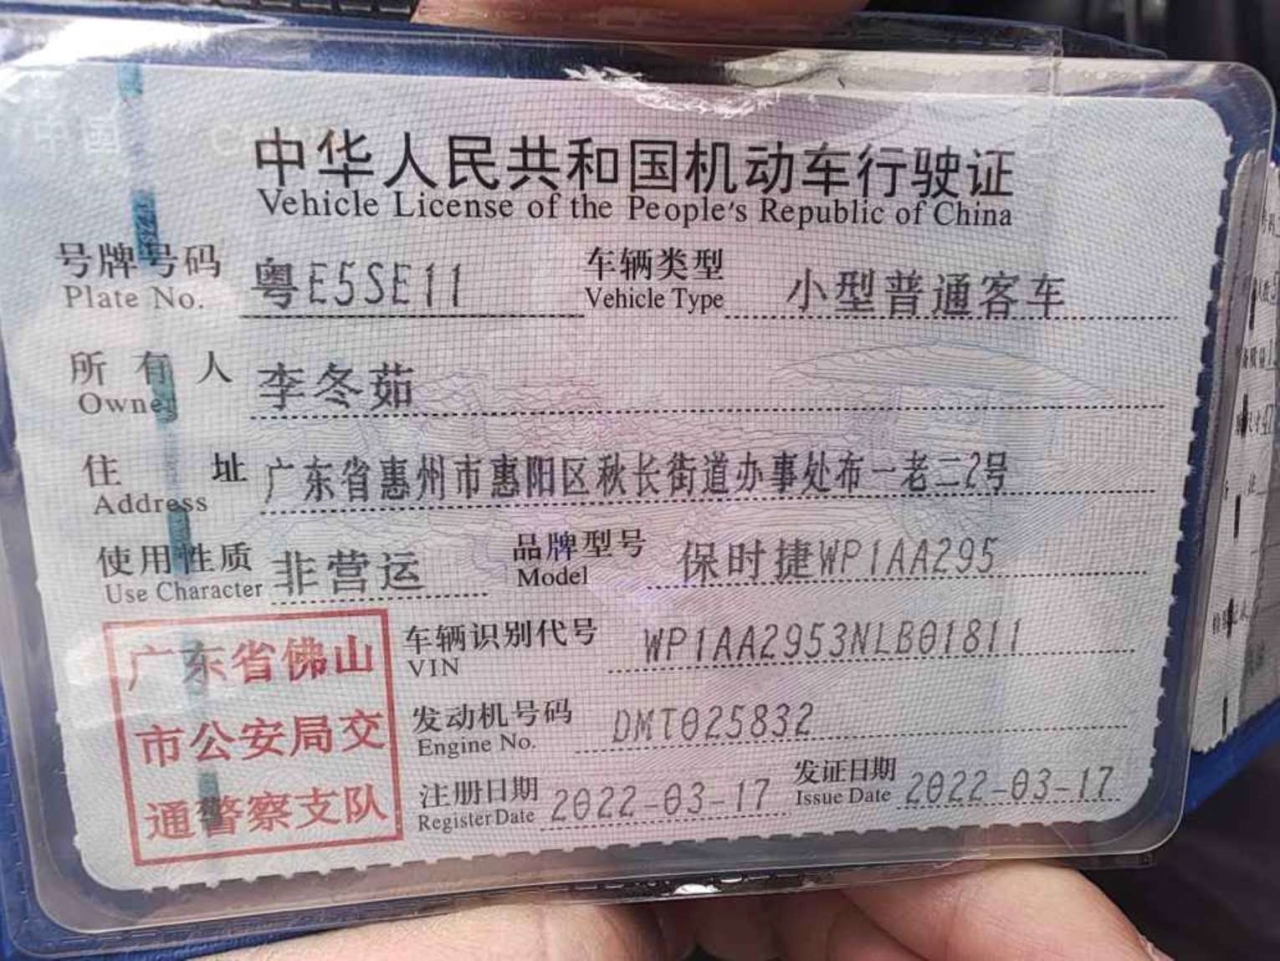 中国
中华人民共和国机动车行驶证
Vehicle License of the People's Republic of China
号牌号码 粤E5SE11 车辆类型 小型普通客车
Plate No. Vehicle Type
所有人 李冬茹
Owner
住址 广东省惠州市惠阳区秋长街道办事处布一老二2号
Address
使用性质 非营运 品牌型号 保时捷WP1AA295
Use Character Model
广东省佛山
市公安局交
通警察支队
车辆识别代号 WP1AA2953NLB01811
VIN
发动机号码 DMT025832
Engine No.
注册日期 2022-03-17 发证日期 2022-03-17
Register Date Issue Date